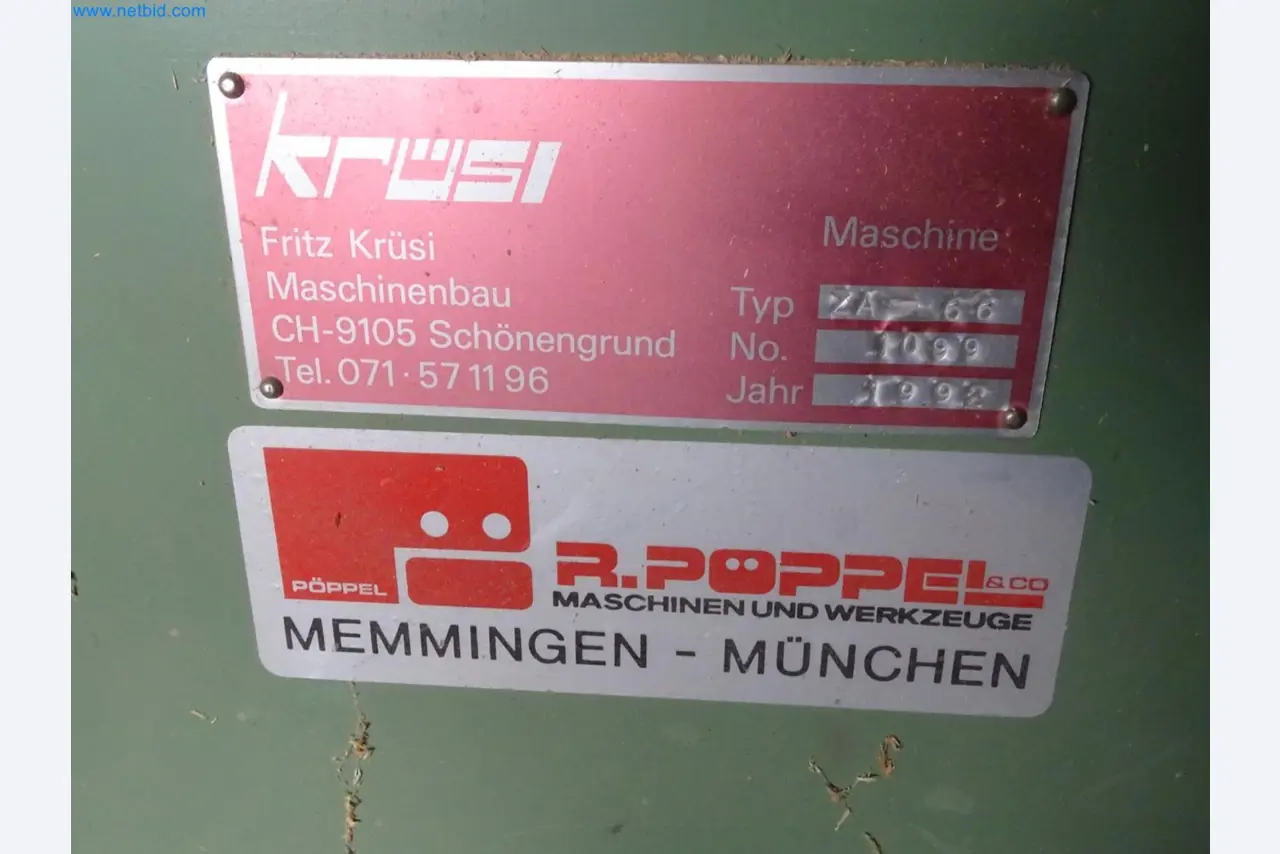 www.netbid.com
krüsi
Fritz Krüsi
Maschinenbau
CH-9105 Schönengrund
Tel. 071·57 11 96
Maschine
Typ ZA-66
No. 1099
Jahr 1992
PÖPPEL
R.PÖPPEL & CO
MASCHINEN UND WERKZEUGE
MEMMINGEN - MÜNCHEN